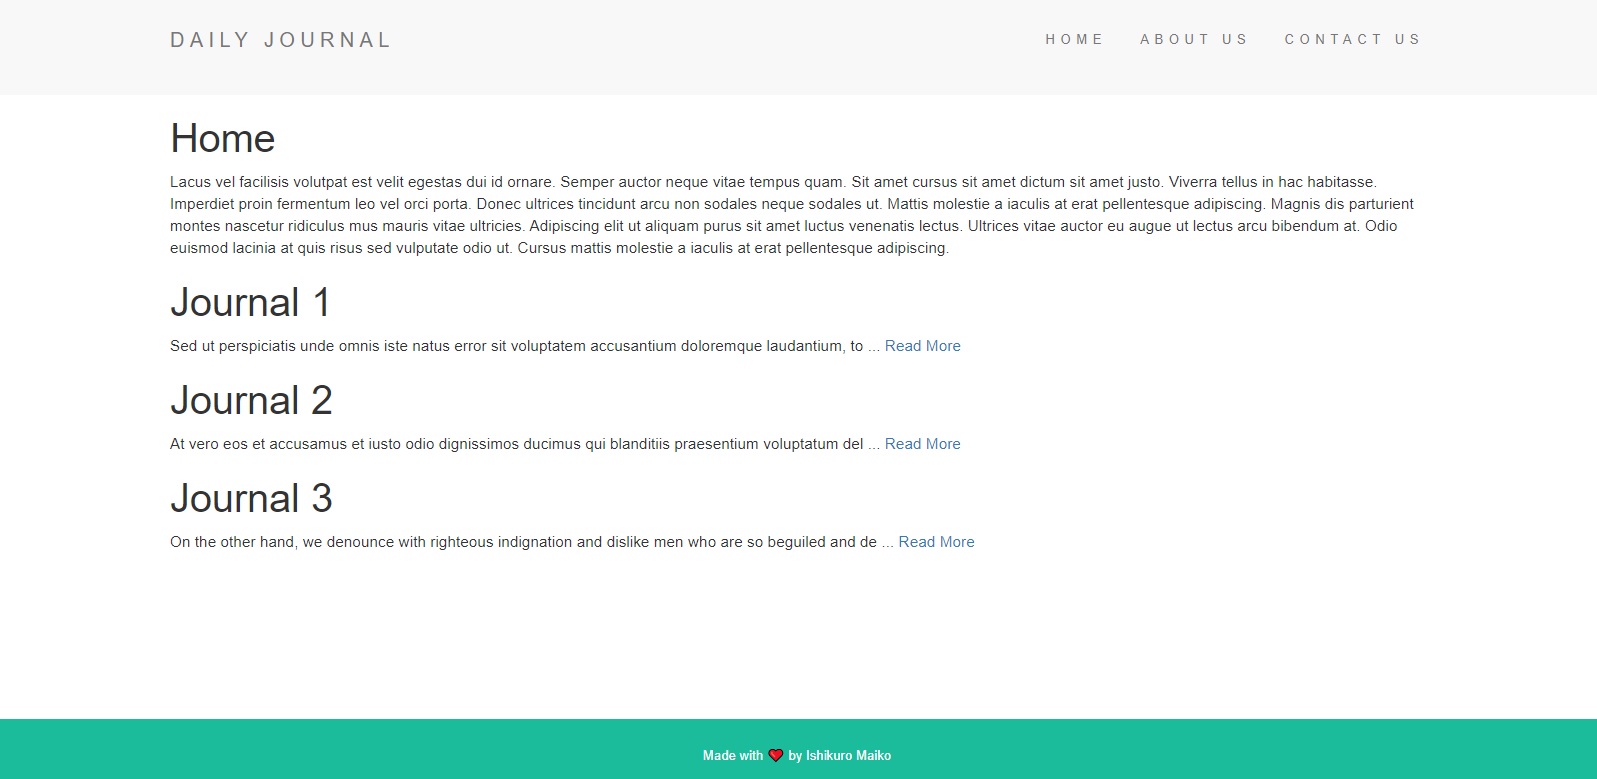 DAILY JOURNAL
HOME ABOUT US CONTACT US
Home
Lacus vel facilisis volutpat est velit egestas dui id ornare. Semper auctor neque vitae tempus quam. Sit amet cursus sit amet dictum sit amet justo. Viverra tellus in hac habitasse.
Imperdiet proin fermentum leo vel orci porta. Donec ultrices tincidunt arcu non sodales neque sodales ut. Mattis molestie a iaculis at erat pellentesque adipiscing. Magnis dis parturient
montes nascetur ridiculus mus mauris vitae ultricies. Adipiscing elit ut aliquam purus sit amet luctus venenatis lectus. Ultrices vitae auctor eu augue ut lectus arcu bibendum at. Odio
euismod lacinia at quis risus sed vulputate odio ut. Cursus mattis molestie a iaculis at erat pellentesque adipiscing.
Journal 1
Sed ut perspiciatis unde omnis iste natus error sit voluptatem accusantium doloremque laudantium, to ... Read More
Journal 2
At vero eos et accusamus et iusto odio dignissimos ducimus qui blanditiis praesentium voluptatum del ... Read More
Journal 3
On the other hand, we denounce with righteous indignation and dislike men who are so beguiled and de ... Read More
Made with ❤ by Ishikuro Maiko